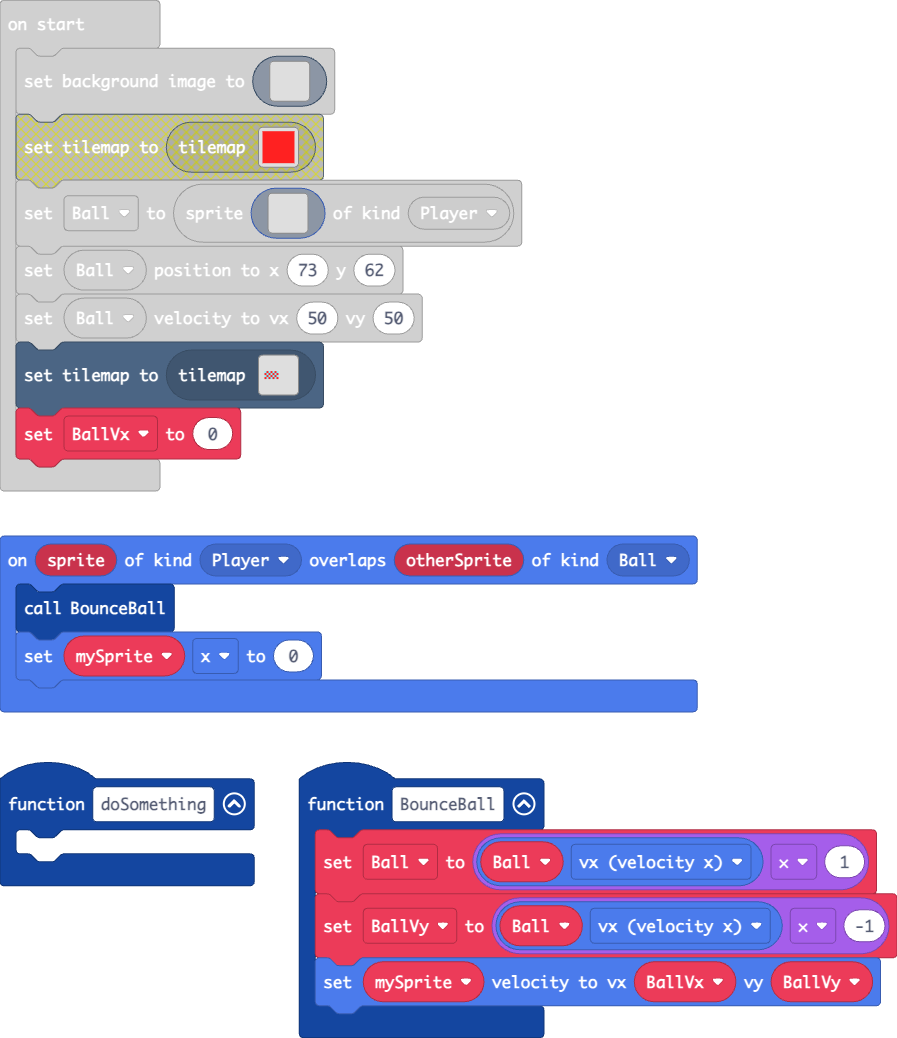 on start
set background image to
set tilemap to tilemap
set Ball to sprite of kind Player
set Ball position to x 73 y 62
set Ball velocity to vx 50 vy 50
set tilemap to tilemap
set BallVx to 0
on sprite of kind Player overlaps otherSprite of kind Ball
call BounceBall
set mySprite x to 0
function doSomething
function BounceBall
set Ball to Ball vx (velocity x) x 1
set BallVy to Ball vx (velocity x) x -1
set mySprite velocity to vx BallVx vy BallVy